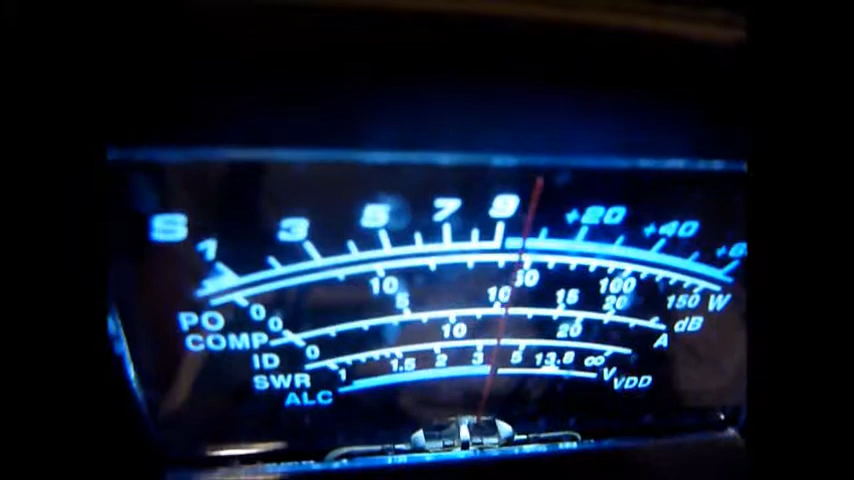 S 1 3 5 7 9 +20 +40
PO 0 10 50 100 150 W
COMP 0 5 10 15 20 dB
ID 0 10 20 A
SWR 1 1.5 2 3 5 ∞
ALC 13.8 V VDD